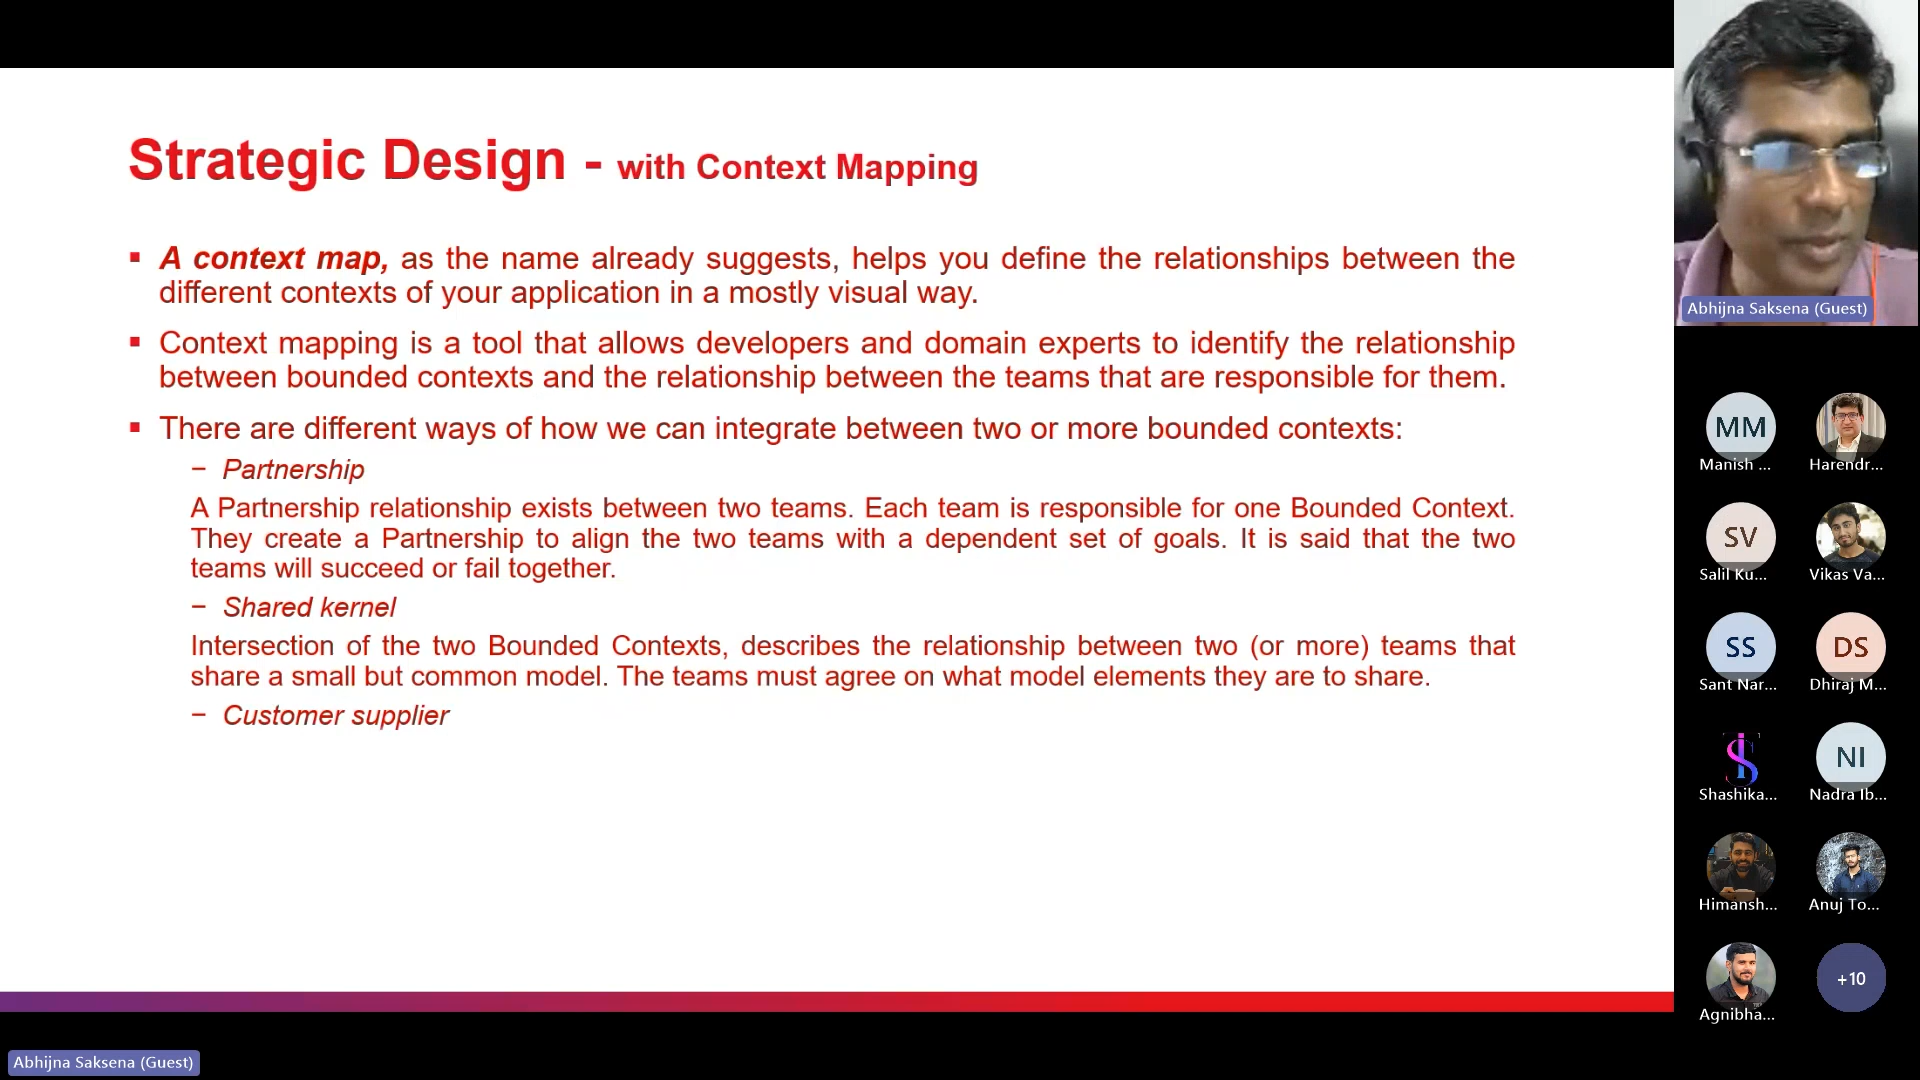 Strategic Design - with Context Mapping
▪ A context map, as the name already suggests, helps you define the relationships between the
different contexts of your application in a mostly visual way.
▪ Context mapping is a tool that allows developers and domain experts to identify the relationship
between bounded contexts and the relationship between the teams that are responsible for them.
▪ There are different ways of how we can integrate between two or more bounded contexts:
− Partnership
A Partnership relationship exists between two teams. Each team is responsible for one Bounded Context.
They create a Partnership to align the two teams with a dependent set of goals. It is said that the two
teams will succeed or fail together.
− Shared kernel
Intersection of the two Bounded Contexts, describes the relationship between two (or more) teams that
share a small but common model. The teams must agree on what model elements they are to share.
− Customer supplier
Abhijna Saksena (Guest)
MM
Manish ...
Harendr...
SV
Salil Ku...
Vikas Va...
SS
Sant Nar...
DS
Dhiraj M...
Shashika...
NI
Nadra Ib...
Himansh...
Anuj To...
Agnibha...
+10
Abhijna Saksena (Guest)